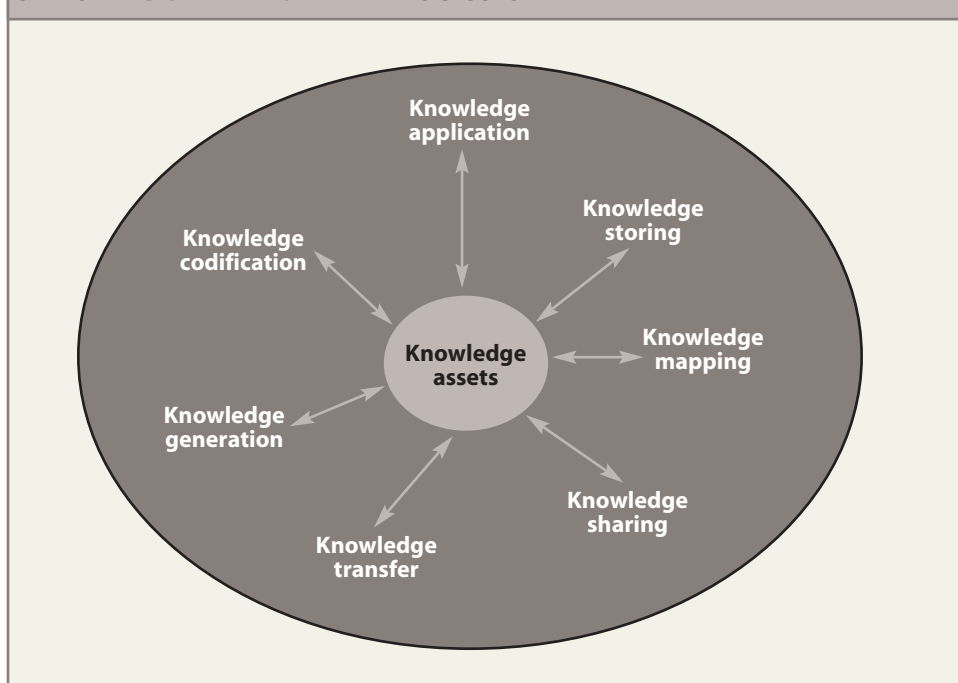 Knowledge
application
Knowledge
storing
Knowledge
codification
Knowledge
mapping
Knowledge
assets
Knowledge
generation
Knowledge
sharing
Knowledge
transfer